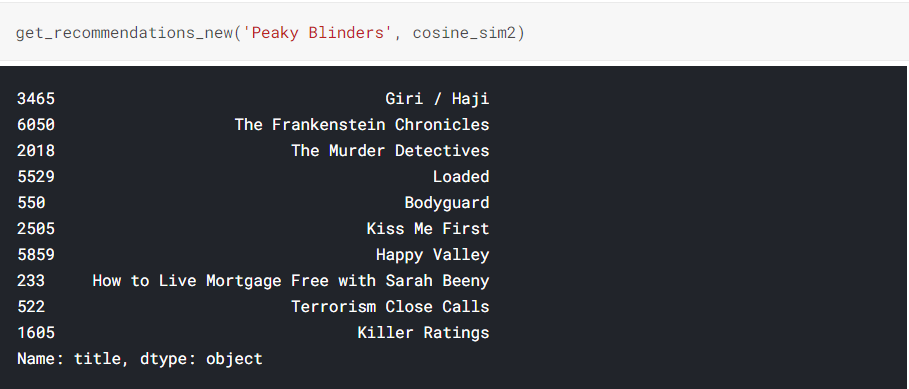 get_recommendations_new('Peaky Blinders', cosine_sim2)
3465 Giri / Haji
6050 The Frankenstein Chronicles
2018 The Murder Detectives
5529 Loaded
550 Bodyguard
2505 Kiss Me First
5859 Happy Valley
233 How to Live Mortgage Free with Sarah Beeny
522 Terrorism Close Calls
1605 Killer Ratings
Name: title, dtype: object